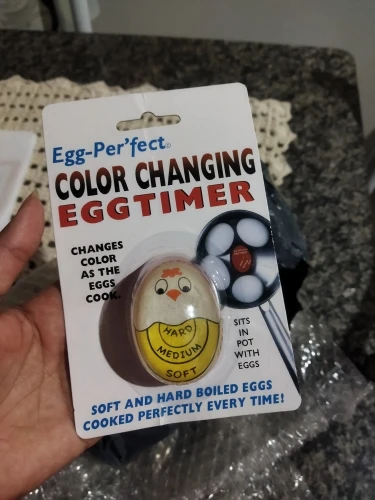 Egg-Per'fect®
COLOR CHANGING
EGGTIMER
CHANGES
COLOR
AS THE
EGGS
COOK.
HARD
MEDIUM
SOFT
SITS
IN
POT
WITH
EGGS
SOFT AND HARD BOILED EGGS
COOKED PERFECTLY EVERY TIME!